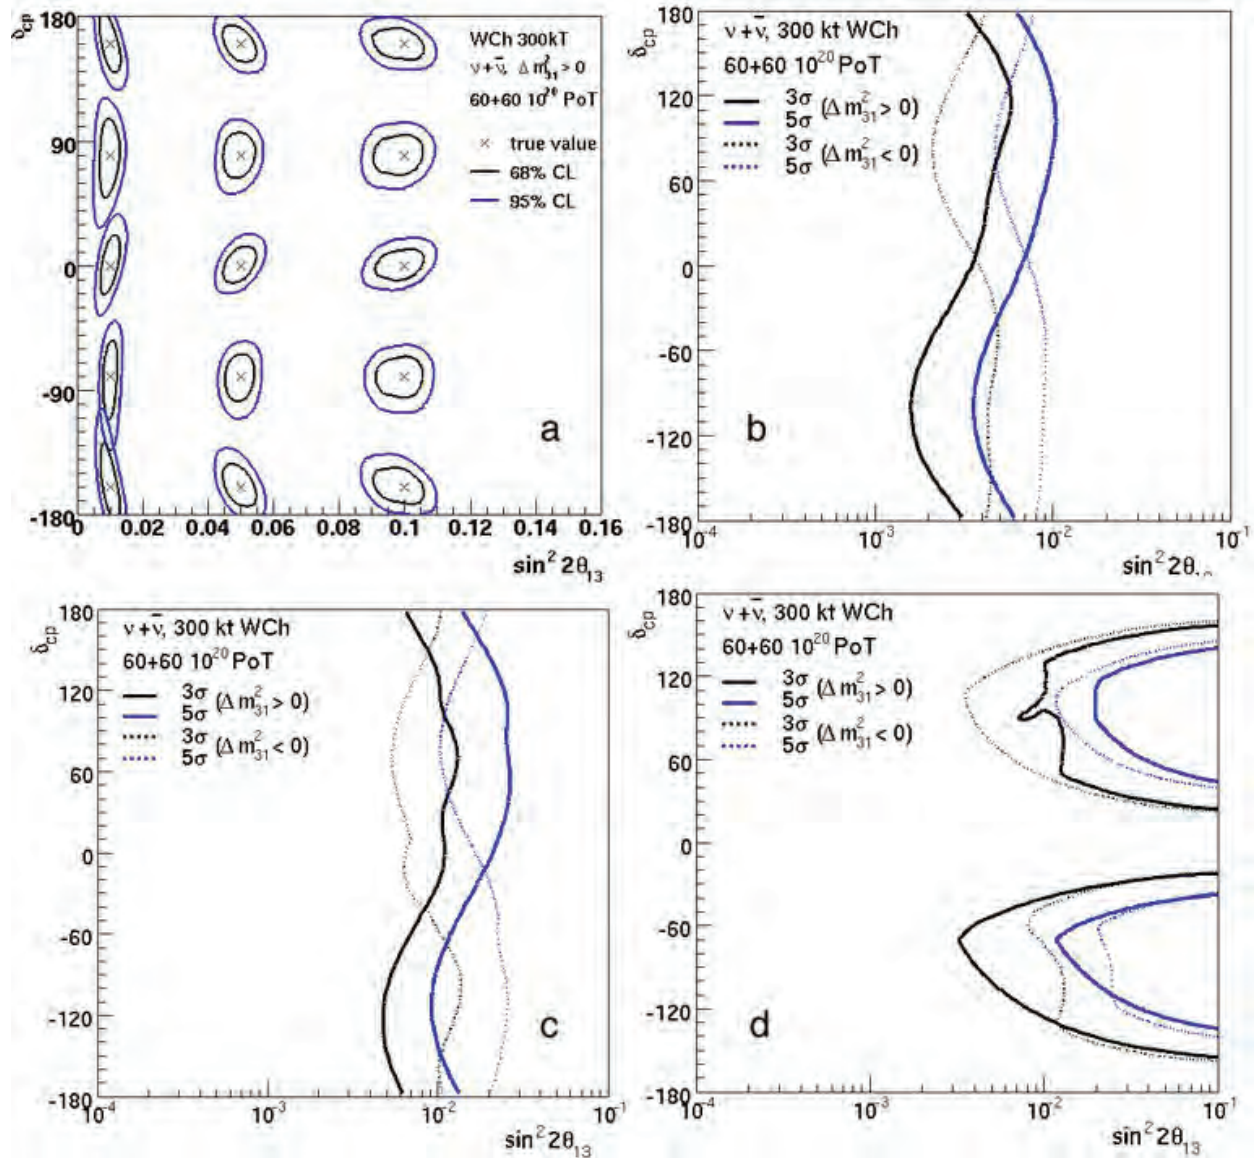 δcp
180
90
0
-90
-180
0 0.02 0.04 0.06 0.08 0.1 0.12 0.14 0.16
sin² 2θ13
WCh 300kT
ν+ν̅, Δm²31 > 0
60+60 10²⁰ PoT
true value
68% CL
95% CL
a
δcp
180
120
60
0
-60
-120
-180
10⁻⁴ 10⁻³ 10⁻² 10⁻¹
ν+ν̅, 300 kt WCh
60+60 10²⁰ PoT
3σ
5σ (Δm²31 > 0)
3σ
5σ (Δm²31 < 0)
b
sin² 2θ
δcp
180
120
60
0
-60
-120
-180
10⁻⁴ 10⁻³ 10⁻² 10⁻¹
ν+ν̅, 300 kt WCh
60+60 10²⁰ PoT
3σ
5σ (Δm²31 > 0)
3σ
5σ (Δm²31 < 0)
c
sin² 2θ13
δcp
180
120
60
0
-60
-120
-180
10⁻⁴ 10⁻³ 10⁻² 10⁻¹
ν+ν̅, 300 kt WCh
60+60 10²⁰ PoT
3σ
5σ (Δm²31 > 0)
3σ
5σ (Δm²31 < 0)
d
sin² 2θ13